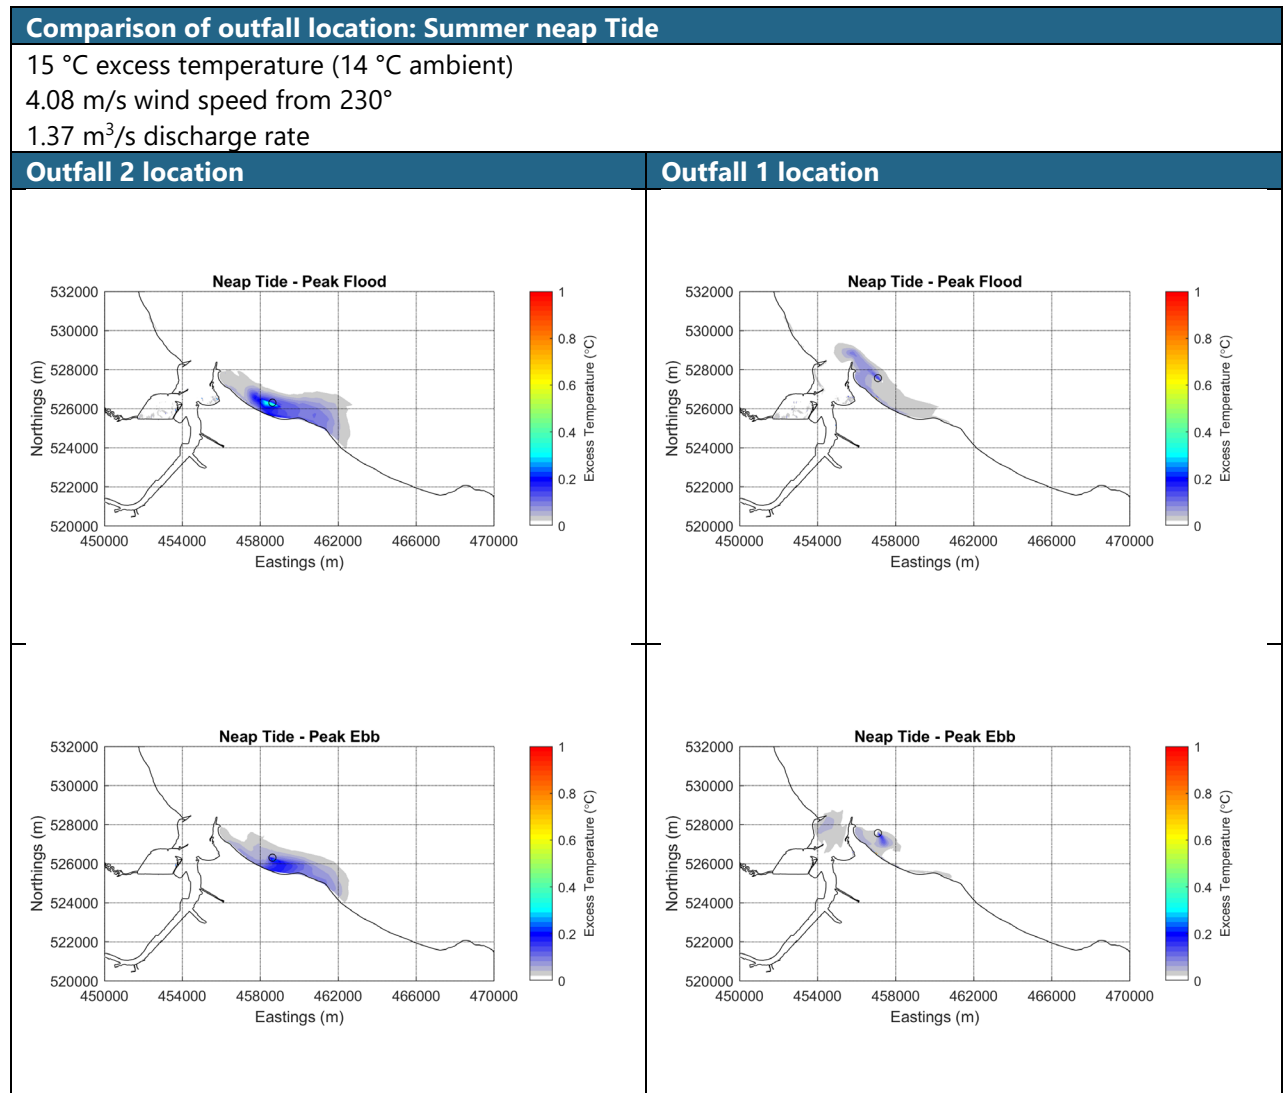 Comparison of outfall location: Summer neap Tide
15 °C excess temperature (14 °C ambient)
4.08 m/s wind speed from 230°
1.37 m³/s discharge rate
Outfall 2 location
Outfall 1 location
Neap Tide - Peak Flood
532000
530000
528000
526000
524000
522000
520000
Northings (m)
450000 454000 458000 462000 466000 470000
Eastings (m)
1
0.8
0.6
0.4
0.2
0
Excess Temperature (°C)
Neap Tide - Peak Flood
532000
530000
528000
526000
524000
522000
520000
Northings (m)
450000 454000 458000 462000 466000 470000
Eastings (m)
1
0.8
0.6
0.4
0.2
0
Excess Temperature (°C)
Neap Tide - Peak Ebb
532000
530000
528000
526000
524000
522000
520000
Northings (m)
450000 454000 458000 462000 466000 470000
Eastings (m)
1
0.8
0.6
0.4
0.2
0
Excess Temperature (°C)
Neap Tide - Peak Ebb
532000
530000
528000
526000
524000
522000
520000
Northings (m)
450000 454000 458000 462000 466000 470000
Eastings (m)
1
0.8
0.6
0.4
0.2
0
Excess Temperature (°C)